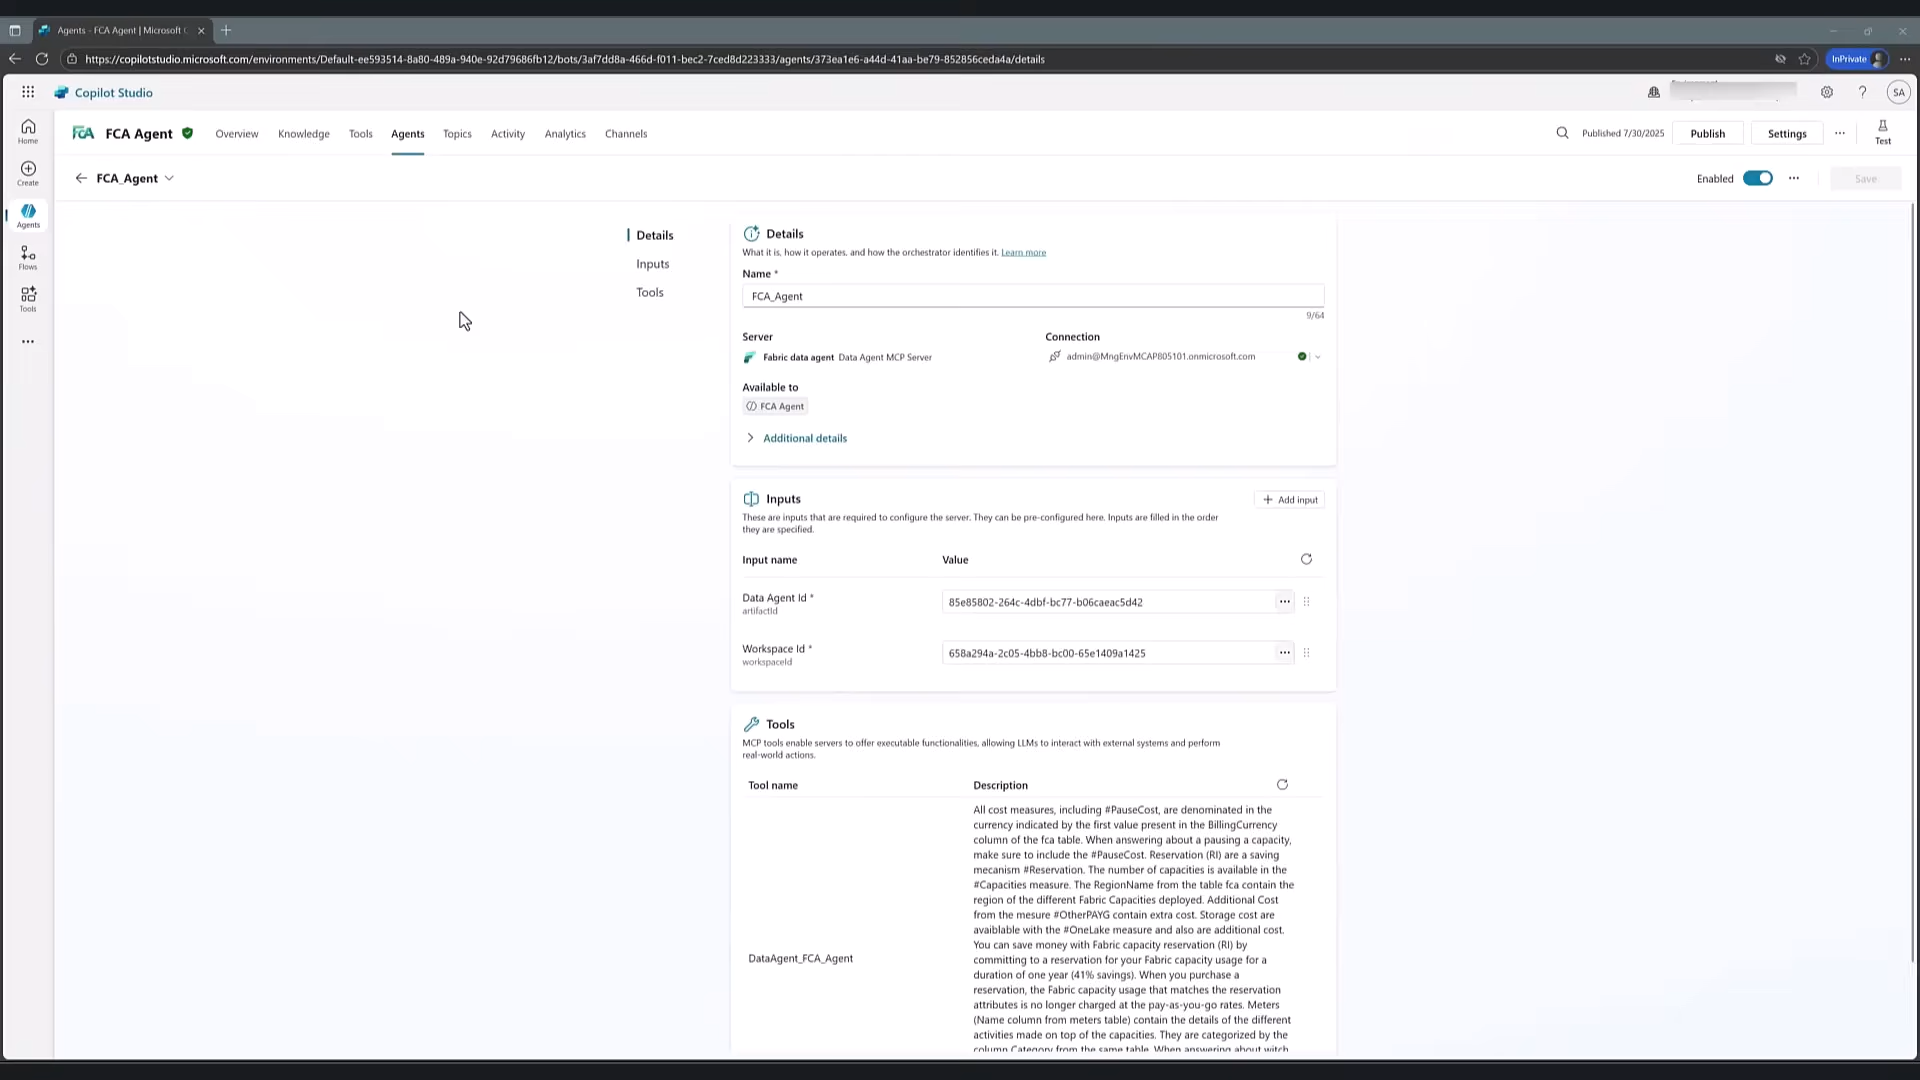 Agents - FCA Agent | Microsoft C
https://copilotstudio.microsoft.com/environments/Default-ee593514-8a80-489a-940e-92d79686fb12/bots/3af7dd8a-466d-f011-bec2-7ced8d223333/agents/373ea1e6-a44d-41aa-be79-852856ceda4a/details
InPrivate
Copilot Studio
SA
Home
Create
Agents
Flows
Tools
FCA
FCA Agent
Overview
Knowledge
Tools
Agents
Topics
Activity
Analytics
Channels
Published 7/30/2025
Publish
Settings
Test
FCA_Agent
Enabled
Save
Details
Inputs
Tools
Details
What it is, how it operates, and how the orchestrator identifies it. Learn more
Name *
FCA_Agent
9/64
Server
Connection
Fabric data agent Data Agent MCP Server
admin@MngEnvMCAP805101.onmicrosoft.com
Available to
FCA Agent
Additional details
Inputs
Add input
These are inputs that are required to configure the server. They can be pre-configured here. Inputs are filled in the order
they are specified.
Input name
Value
Data Agent Id *
artifactId
85e85802-264c-4dbf-bc77-b06caeac5d42
Workspace Id *
workspaceId
658a294a-2c05-4bb8-bc00-65e1409a1425
Tools
MCP tools enable servers to offer executable functionalities, allowing LLMs to interact with external systems and perform
real-world actions.
Tool name
Description
DataAgent_FCA_Agent
All cost measures, including #PauseCost, are denominated in the
currency indicated by the first value present in the BillingCurrency
column of the fca table. When answering about a pausing a capacity,
make sure to include the #PauseCost. Reservation (RI) are a saving
mecanism #Reservation. The number of capacities is available in the
#Capacities measure. The RegionName from the table fca contain the
region of the different Fabric Capacities deployed. Additional Cost
from the mesure #OtherPAYG contain extra cost. Storage cost are
avaiblable with the #OneLake measure and also are additional cost.
You can save money with Fabric capacity reservation (RI) by
committing to a reservation for your Fabric capacity usage for a
duration of one year (41% savings). When you purchase a
reservation, the Fabric capacity usage that matches the reservation
attributes is no longer charged at the pay-as-you-go rates. Meters
(Name column from meters table) contain the details of the different
activities made on top of the capacities. They are categorized by the
column Category from the same table. When answering about witch